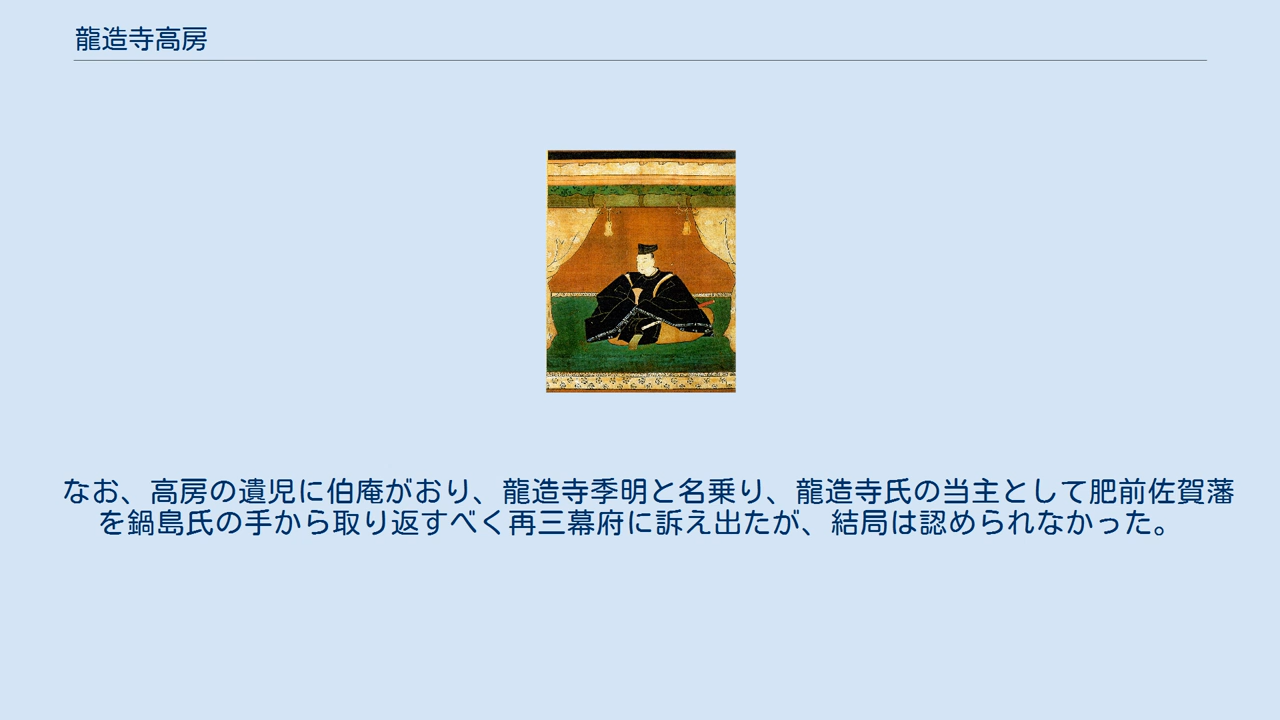 龍造寺高房
なお、高房の遺児に伯庵がおり、龍造寺季明と名乗り、龍造寺氏の当主として肥前佐賀藩
を鍋島氏の手から取り返すべく再三幕府に訴え出たが、結局は認められなかった。